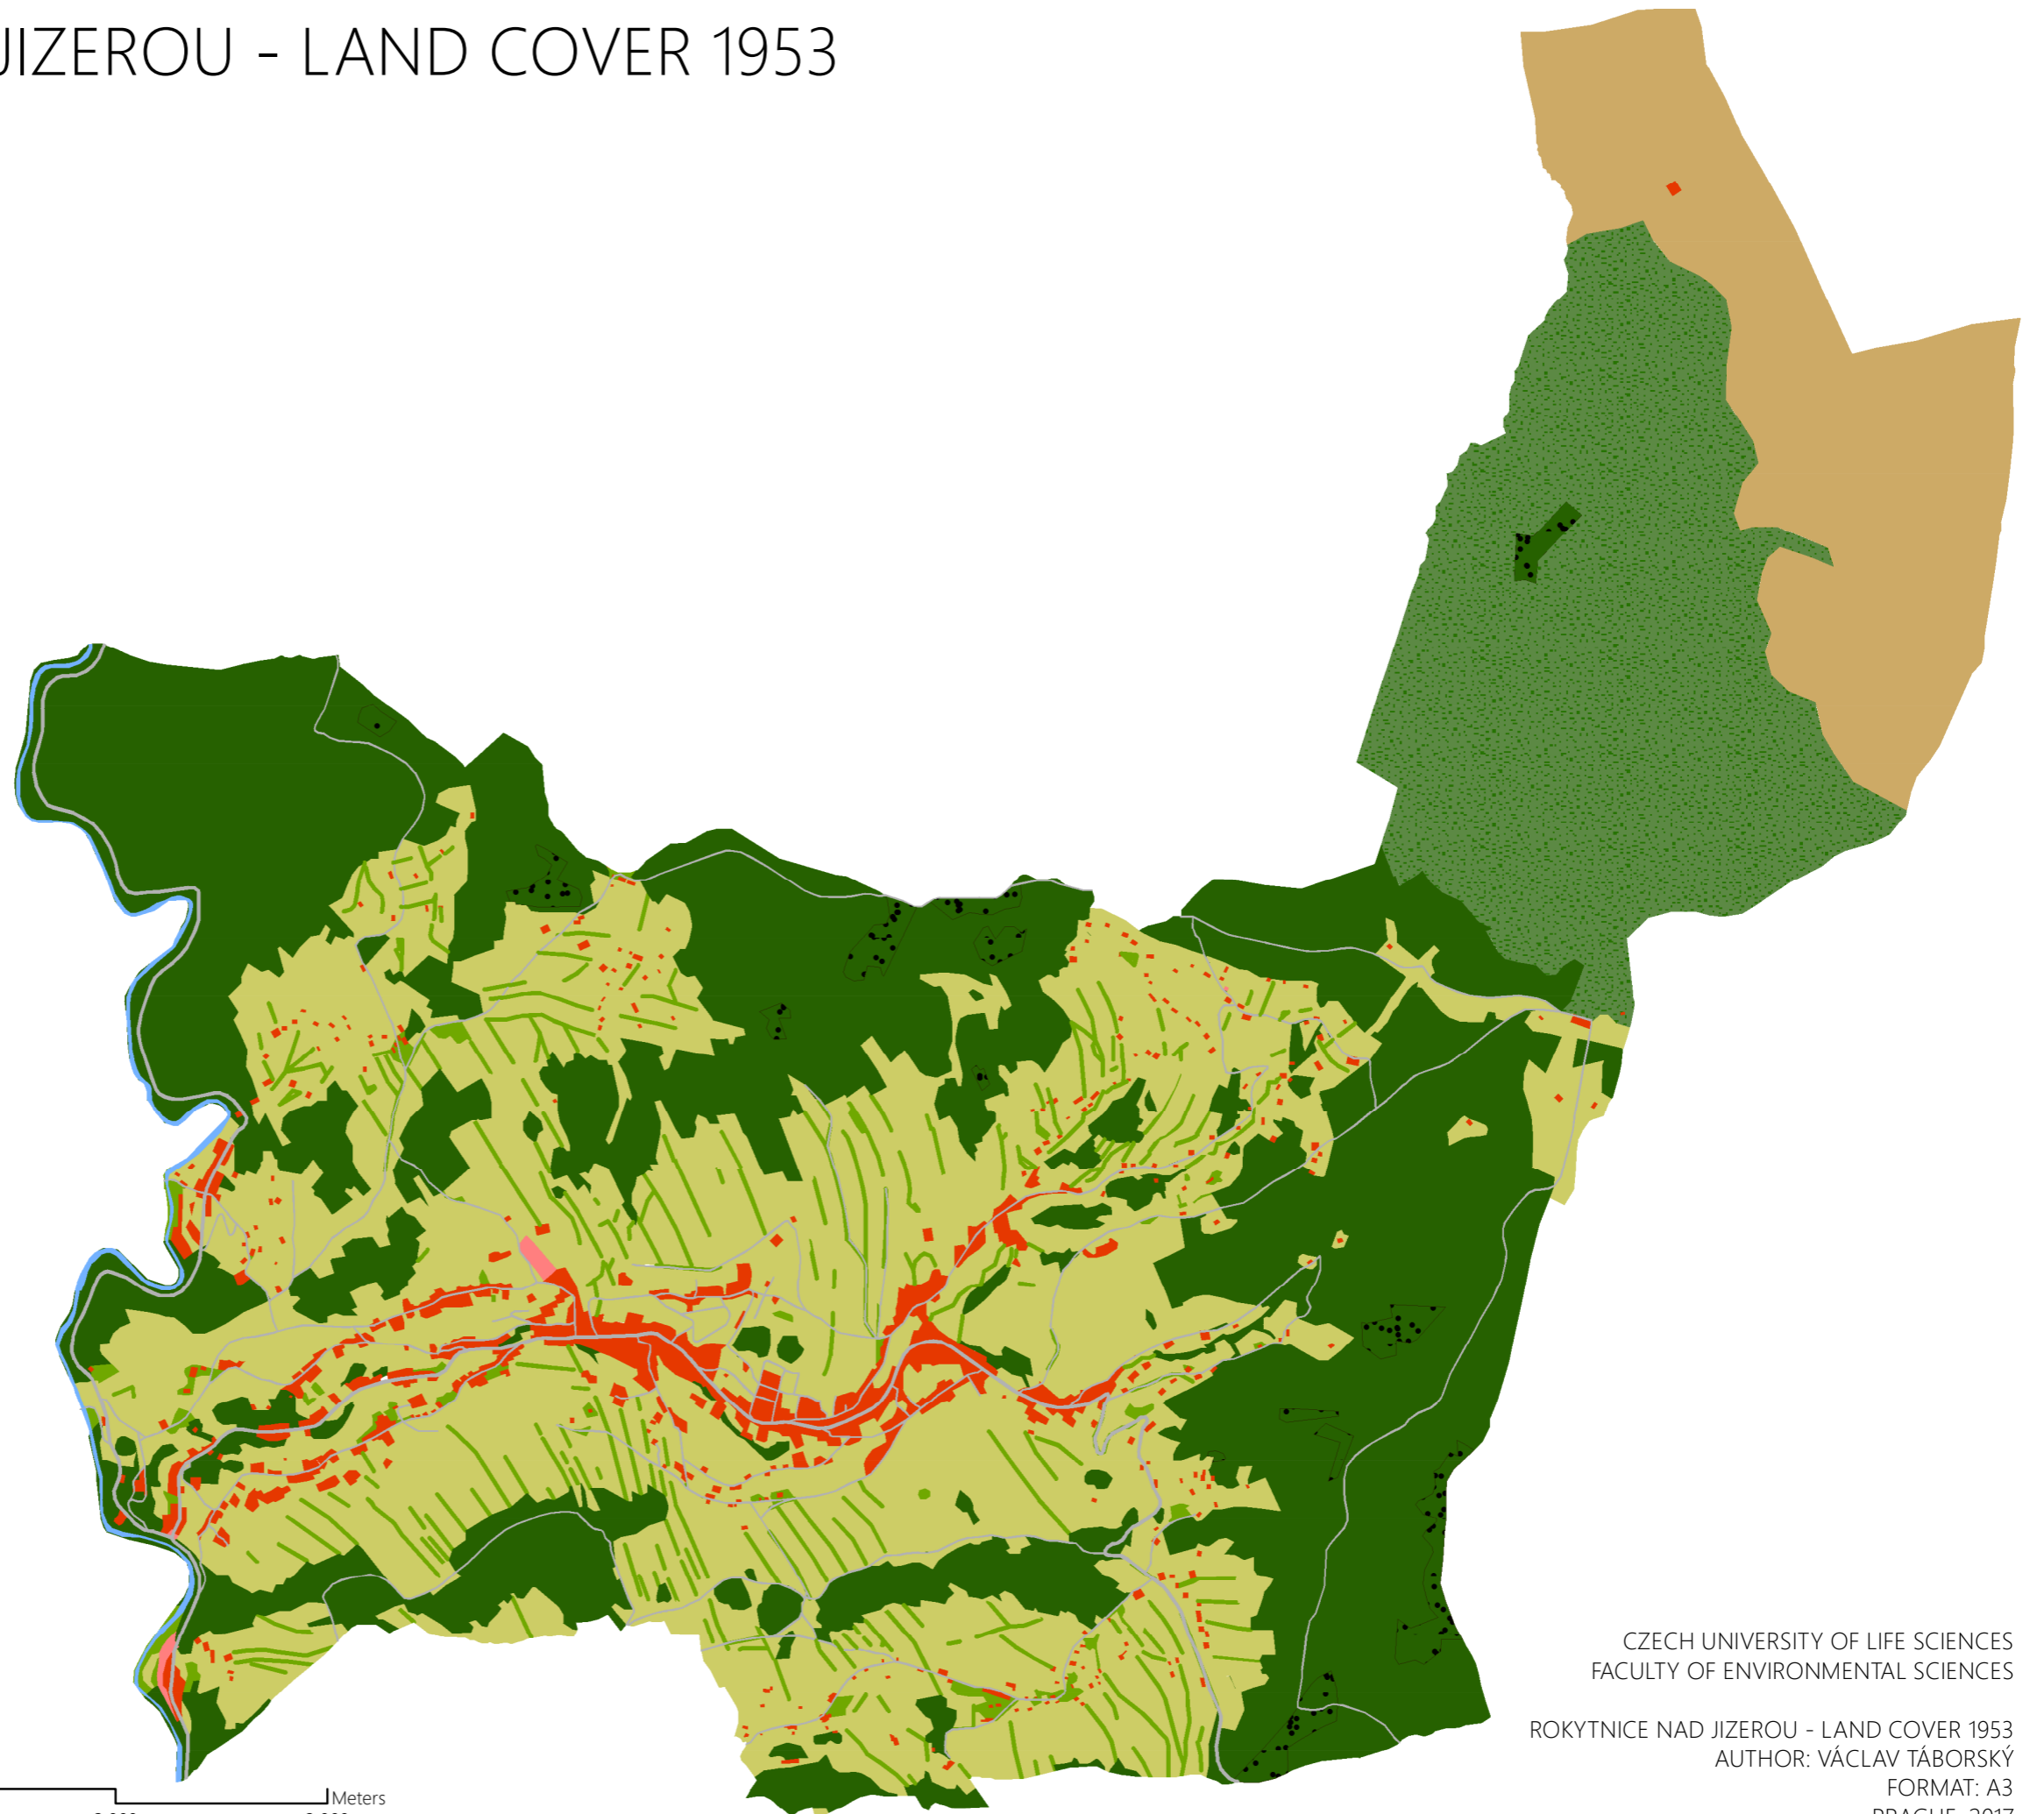 JIZEROU - LAND COVER 1953
CZECH UNIVERSITY OF LIFE SCIENCES
FACULTY OF ENVIRONMENTAL SCIENCES
ROKYTNICE NAD JIZEROU - LAND COVER 1953
AUTHOR: VÁCLAV TÁBORSKÝ
FORMAT: A3
Meters